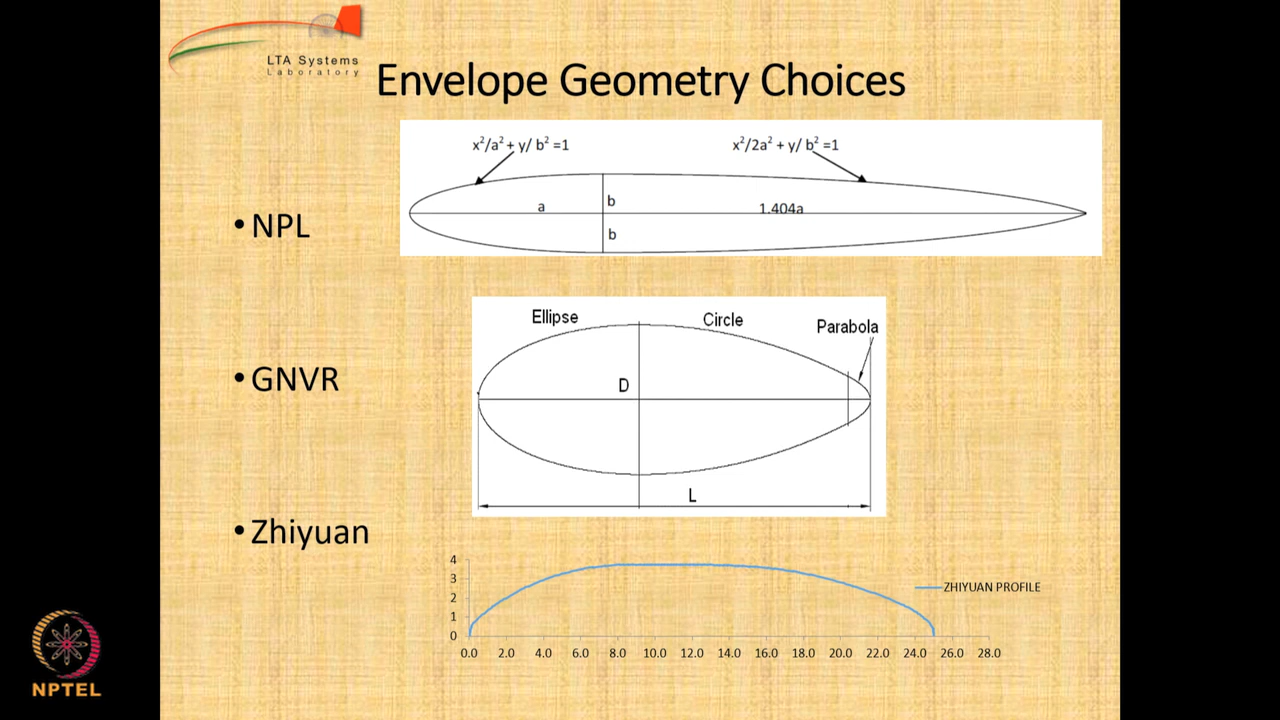 LTA Systems
Laboratory
Envelope Geometry Choices
x²/a² + y/ b² =1
x²/2a² + y/ b² =1
a
b
1.404a
b
• NPL
Ellipse
Circle
Parabola
D
• GNVR
L
• Zhiyuan
4
3
2
1
0
ZHIYUAN PROFILE
0.0 2.0 4.0 6.0 8.0 10.0 12.0 14.0 16.0 18.0 20.0 22.0 24.0 26.0 28.0
NPTEL